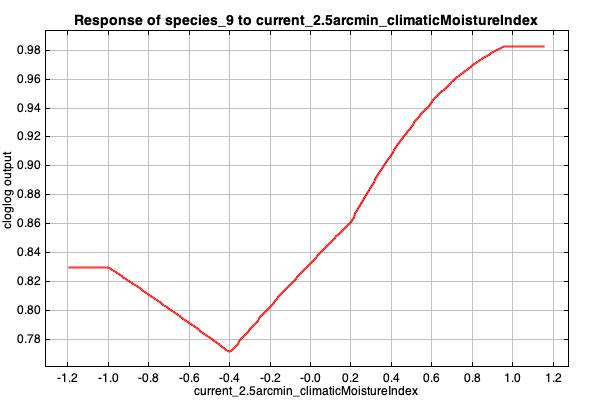 Response of species_9 to current_2.5arcmin_climaticMoistureIndex
0.98
0.96
0.94
0.92
0.90
0.88
0.86
0.84
0.82
0.80
0.78
cloglog output
-1.2 -1.0 -0.8 -0.6 -0.4 -0.2 -0.0 0.2 0.4 0.6 0.8 1.0 1.2
current_2.5arcmin_climaticMoistureIndex